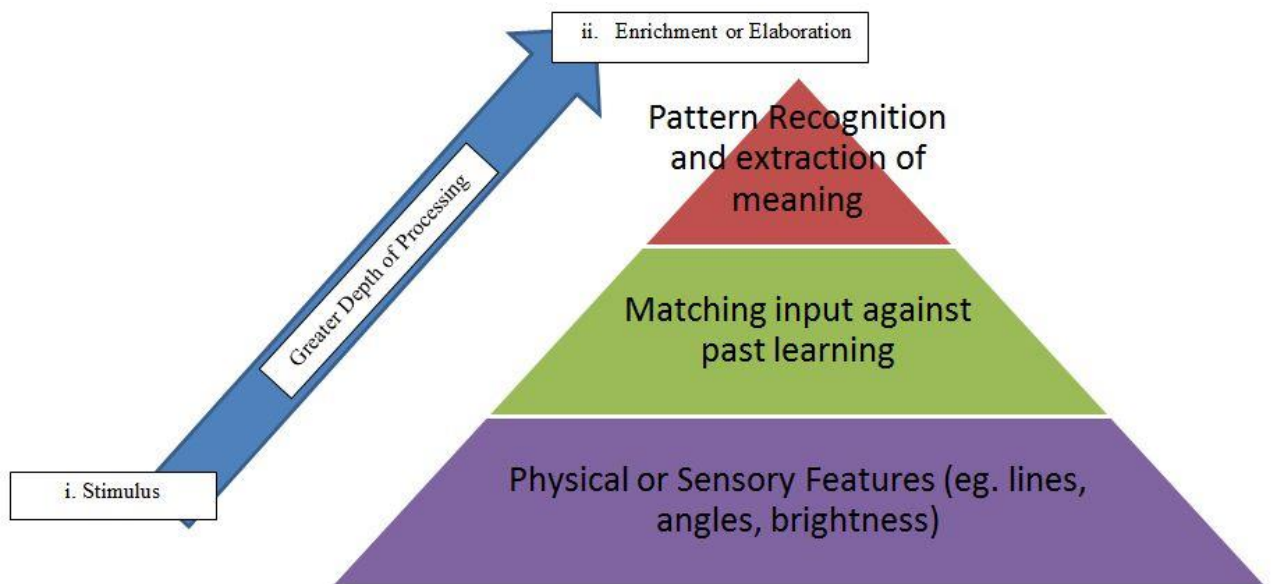 ii. Enrichment or Elaboration
Pattern Recognition
and extraction of
meaning
Greater Depth of Processing
Matching input against
past learning
i. Stimulus
Physical or Sensory Features (eg. lines,
angles, brightness)